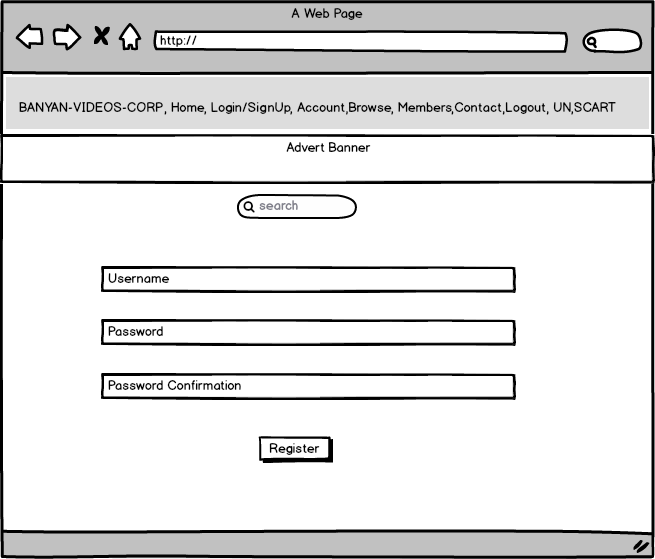 A Web Page
http://
BANYAN-VIDEOS-CORP, Home, Login/SignUp, Account,Browse, Members,Contact,Logout, UN,SCART
Advert Banner
search
Username
Password
Password Confirmation
Register